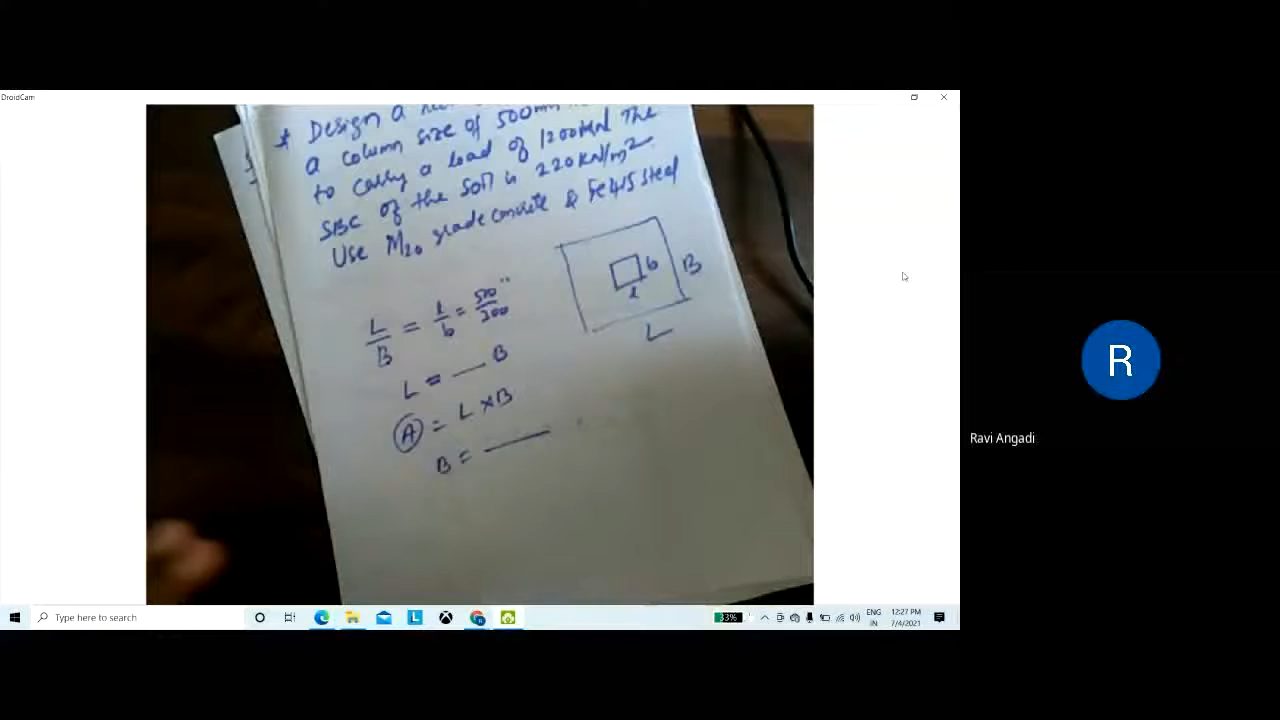 DroidCam
* Design a
a column size of 500mm
to carry a load of 1200kN The
SBC of the soil is 220kN/m²
Use M20 grade concrete & Fe415 steel
L/B = l/b = 500/300
b
B
l
L
L = — B
A = L × B
B = —
R
Ravi Angadi
Type here to search
L
33%
ENG
IN
12:27 PM
7/4/2021